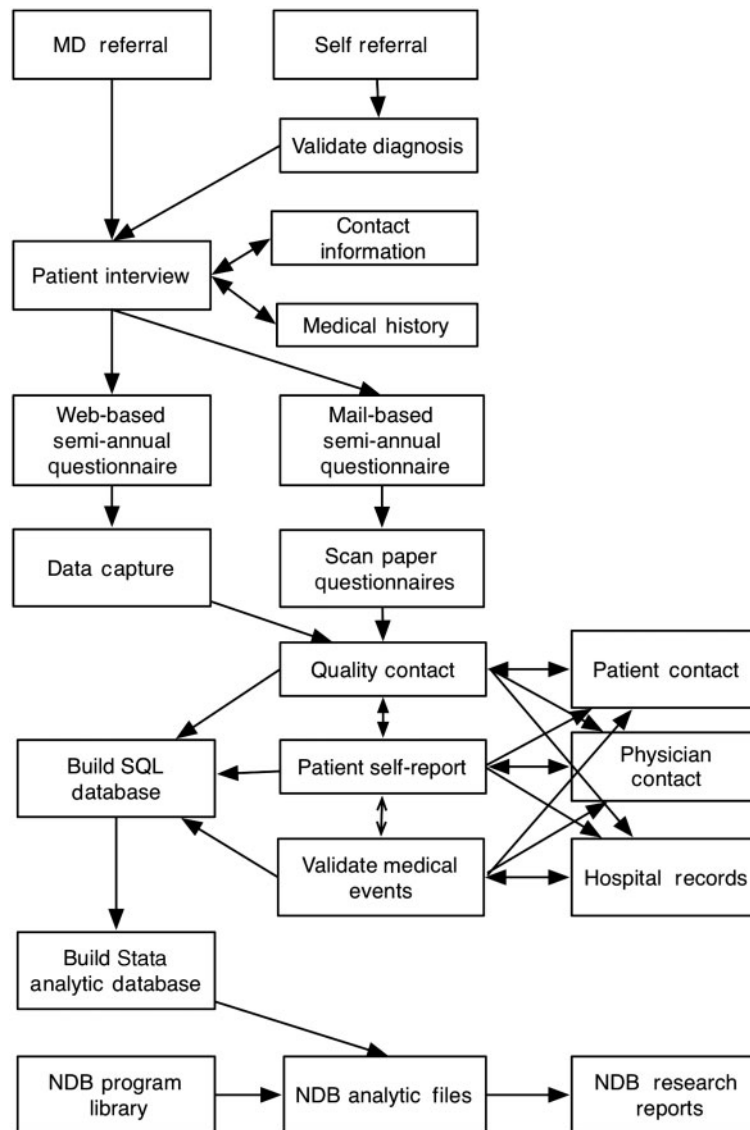 MD referral
Self referral
Validate diagnosis
Contact
information
Patient interview
Medical history
Web-based
semi-annual
questionnaire
Mail-based
semi-annual
questionnaire
Data capture
Scan paper
questionnaires
Quality contact
Patient contact
Build SQL
database
Patient self-report
Physician
contact
Validate medical
events
Hospital records
Build Stata
analytic database
NDB program
library
NDB analytic files
NDB research
reports